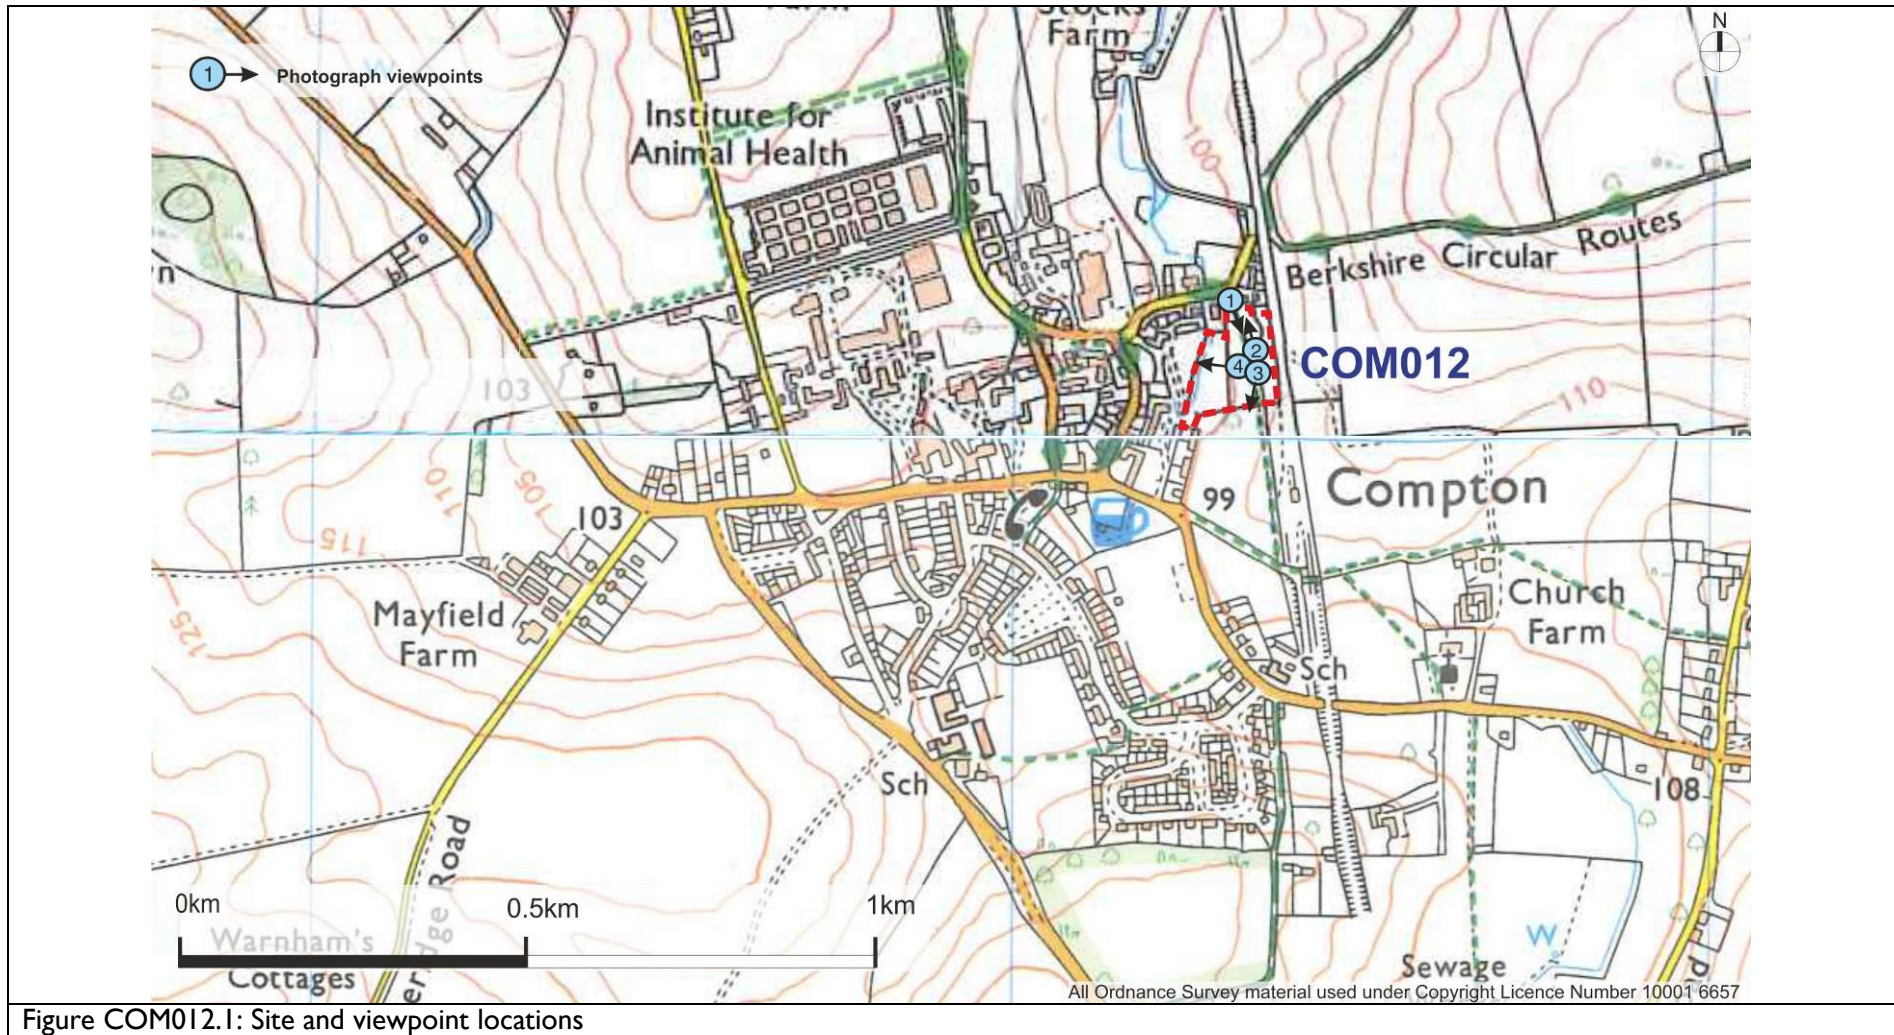 Stocks
Farm
N
1
Photograph viewpoints
Institute for
Animal Health
100
Berkshire Circular Routes
1
2
4
3
COM012
103
110
99
Compton
110
105
103
115
125
Mayfield
Farm
Church
Farm
Sch
Sch
108
Road
0km
0.5km
1km
Warnham's
Cottages
W
Sewage
All Ordnance Survey material used under Copyright Licence Number 10001 6657
Figure COM012.1: Site and viewpoint locations